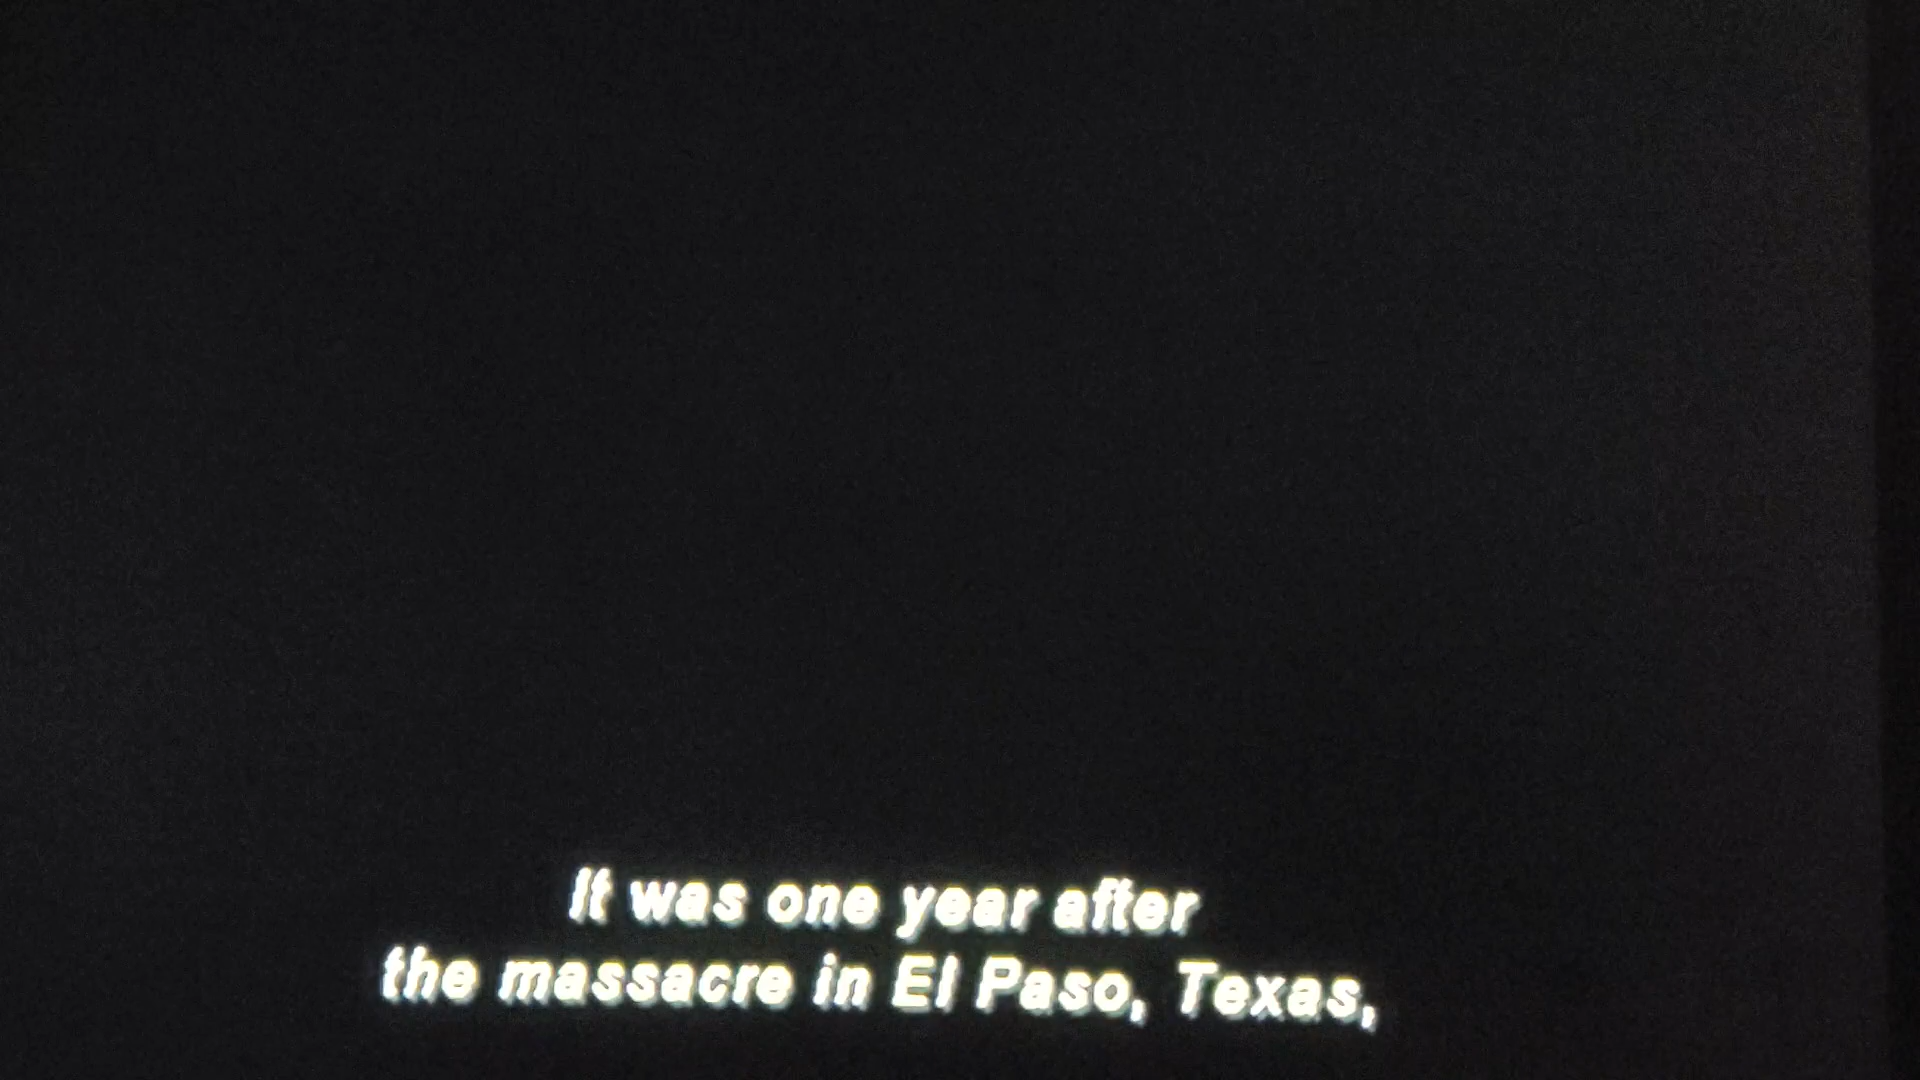 It was one year after
the massacre in El Paso, Texas,